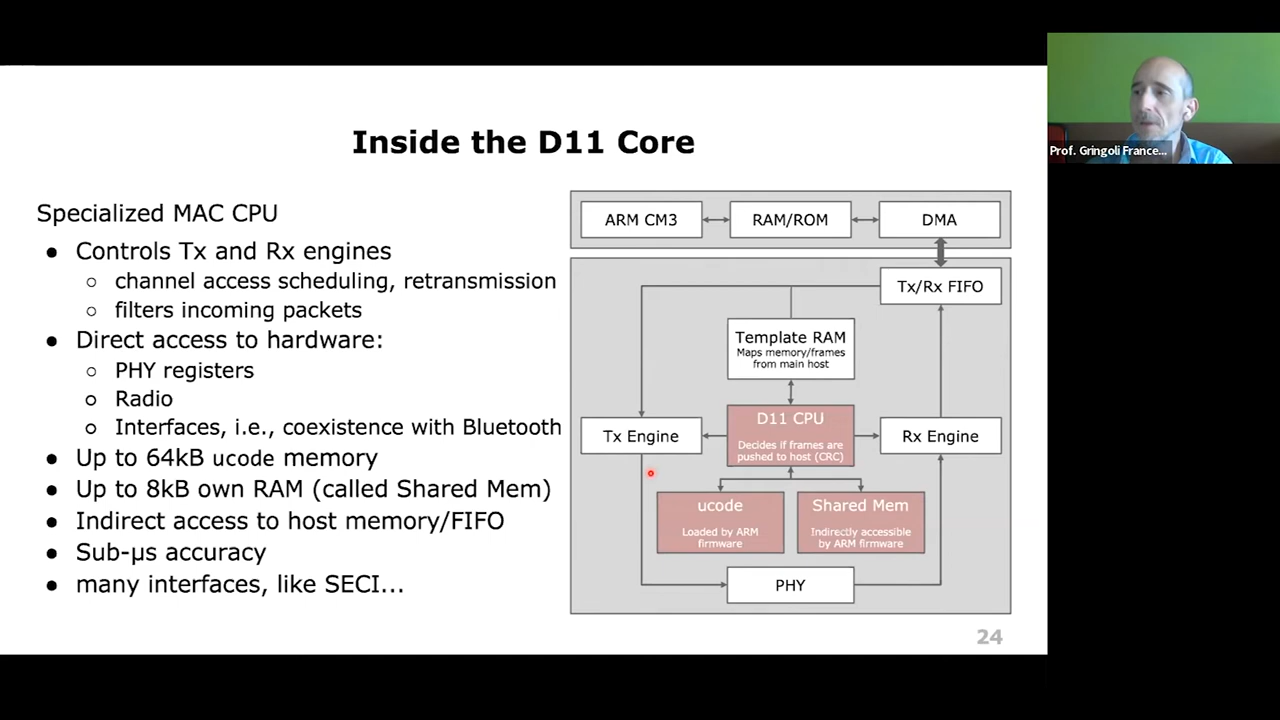 Inside the D11 Core
Prof. Gringoli France...
Specialized MAC CPU
● Controls Tx and Rx engines
○ channel access scheduling, retransmission
○ filters incoming packets
● Direct access to hardware:
○ PHY registers
○ Radio
○ Interfaces, i.e., coexistence with Bluetooth
● Up to 64kB ucode memory
● Up to 8kB own RAM (called Shared Mem)
● Indirect access to host memory/FIFO
● Sub-µs accuracy
● many interfaces, like SECI...
ARM CM3
RAM/ROM
DMA
Tx/Rx FIFO
Template RAM
Maps memory/frames
from main host
Tx Engine
D11 CPU
Decides if frames are
pushed to host (CRC)
Rx Engine
ucode
Loaded by ARM
firmware
Shared Mem
Indirectly accessible
by ARM firmware
PHY
24